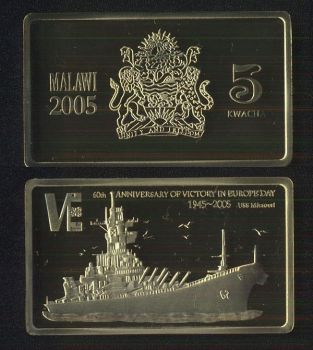 MALAWI
2005
5
KWACHA
UNITY AND FREEDOM
VE
60th ANNIVERSARY OF VICTORY IN EUROPE DAY
1945~2005 USS Missouri
63